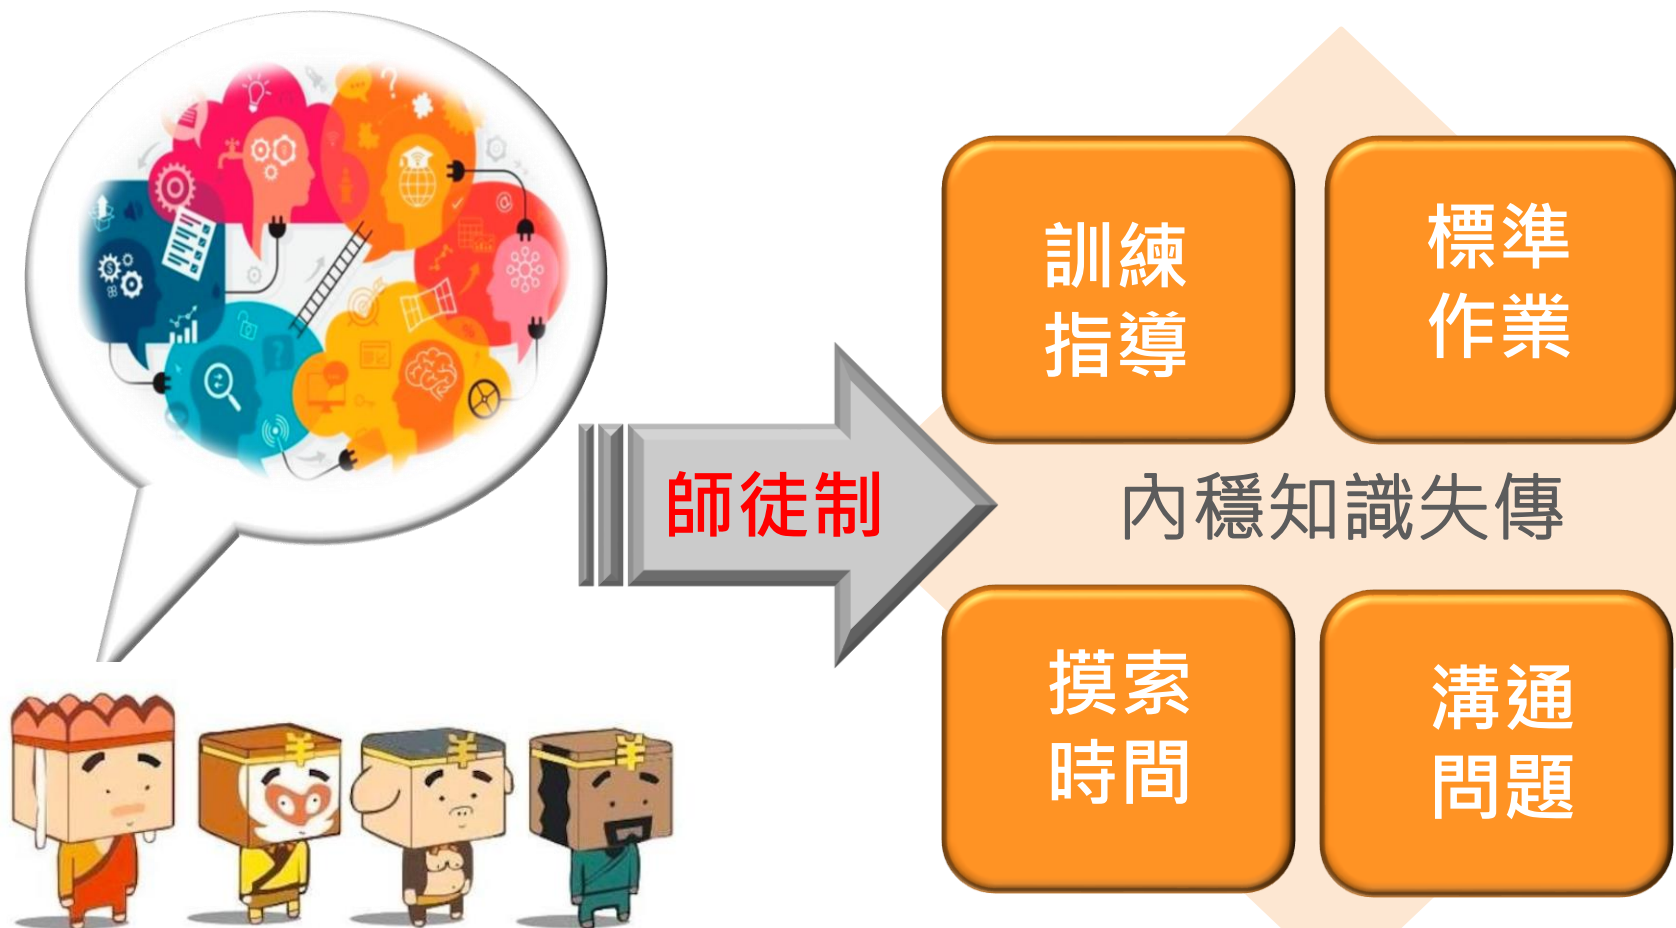 訓練
指導
標準
作業
師徒制
內穩知識失傳
摸索
時間
溝通
問題